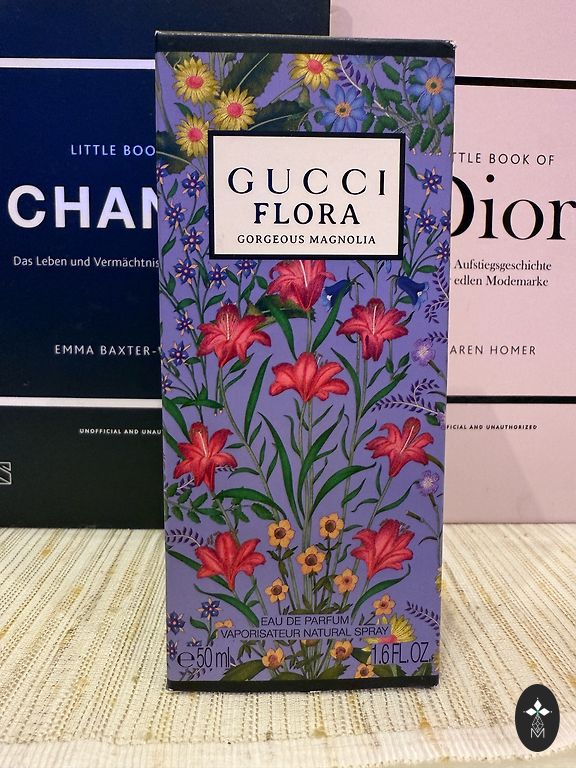 LITTLE BOO
CHAN
Das Leben und Vermächtnis
EMMA BAXTER-
UNOFFICIAL AND UNAU
GUCCI
FLORA
GORGEOUS MAGNOLIA
EAU DE PARFUM
VAPORISATEUR NATURAL SPRAY
℮ 50 ml 1.6 FL. OZ.
TLE BOOK OF
Dior
Aufstiegsgeschichte
edlen Modemarke
AREN HOMER
FICIAL AND UNAUTHORIZED